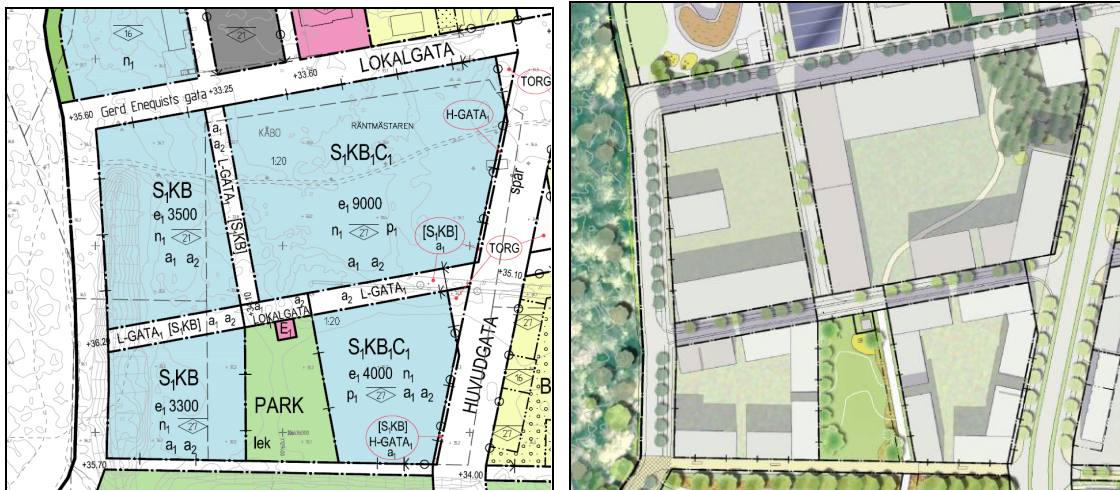 16
n₁
21
LOKALGATA
K
TORG
Gerd Enequists gata +33.25
+33.60
+35.60
H-GATA₁
a₁
a₂
KÅBO
RÄNTMÄSTAREN
1:20
S₁KB₁C₁
L-GATA₁ [S₁KB]
spår
S₁KB
e₁ 3500
n₁ 21
a₁ a₂
e₁ 9000
n₁ 27 p₁
a₁ a₂
[S₁KB]
a₁
TORG
K
+35.10
a₂ L-GATA₁
K
L-GATA₁ [S₁KB] a₁ a₂
LOKALGATA
a₁
a₂
+36.20
E₁
1:20
HUVUDGATA
27
S₁KB
e₁ 3300
n₁ 27
a₁ a₂
PARK
lek
S₁KB₁C₁
e₁ 4000 n₁
p₁ 27 a₁ a₂
16
B
27
[S₁KB]
H-GATA₁
a₁
K
+35.70
+34.00